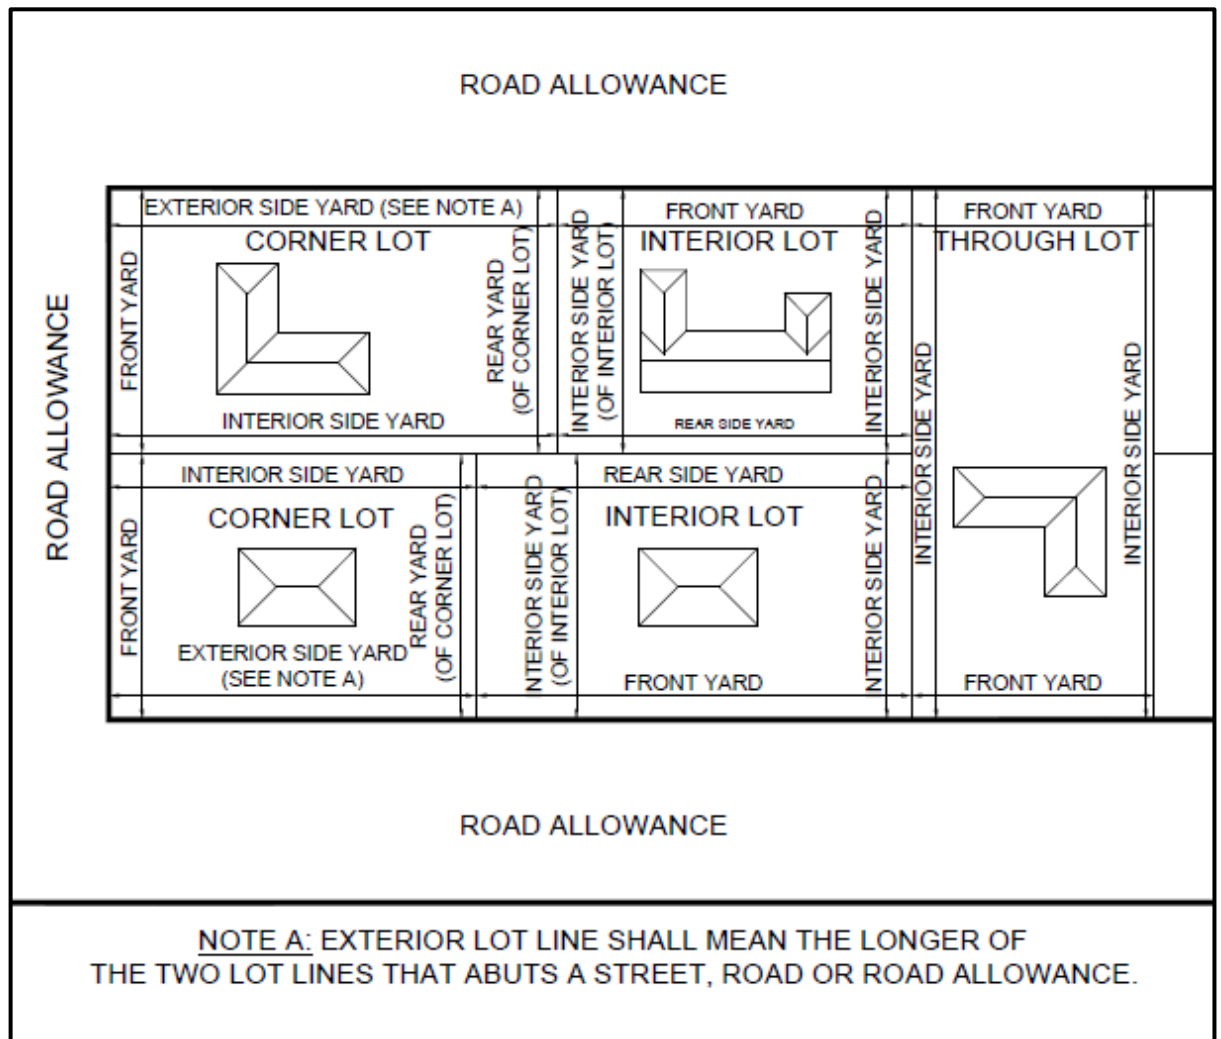 ROAD ALLOWANCE
ROAD ALLOWANCE
EXTERIOR SIDE YARD (SEE NOTE A)
CORNER LOT
FRONT YARD
REAR YARD
(OF CORNER LOT)
INTERIOR SIDE YARD
INTERIOR SIDE YARD
(OF INTERIOR LOT)
FRONT YARD
INTERIOR LOT
INTERIOR SIDE YARD
REAR SIDE YARD
FRONT YARD
THROUGH LOT
INTERIOR SIDE YARD
INTERIOR SIDE YARD
FRONT YARD
INTERIOR SIDE YARD
CORNER LOT
FRONT YARD
REAR YARD
(OF CORNER LOT)
EXTERIOR SIDE YARD
(SEE NOTE A)
INTERIOR SIDE YARD
(OF INTERIOR LOT)
REAR SIDE YARD
INTERIOR LOT
INTERIOR SIDE YARD
FRONT YARD
ROAD ALLOWANCE
NOTE A: EXTERIOR LOT LINE SHALL MEAN THE LONGER OF
THE TWO LOT LINES THAT ABUTS A STREET, ROAD OR ROAD ALLOWANCE.